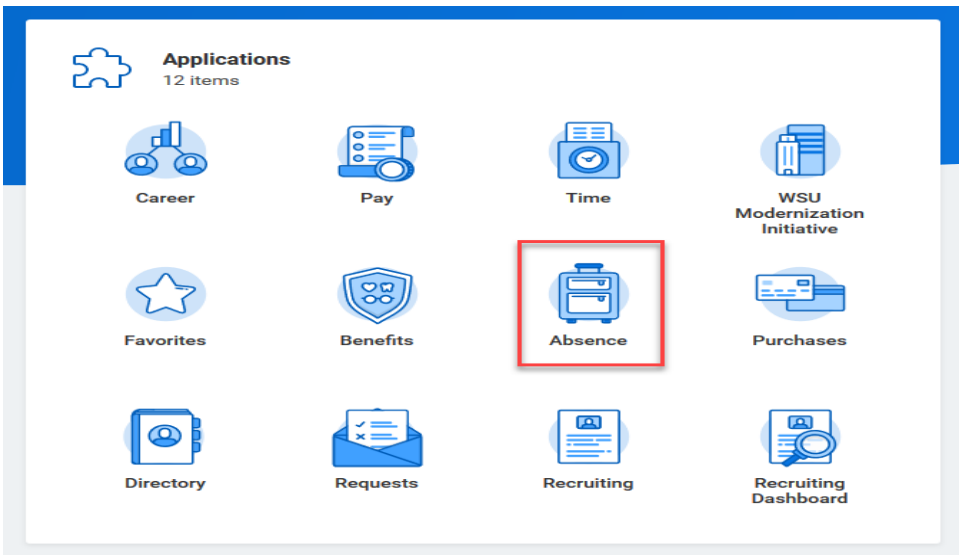 Applications
12 items
Career
Pay
Time
WSU
Modernization
Initiative
Favorites
Benefits
Absence
Purchases
Directory
Requests
Recruiting
Recruiting
Dashboard